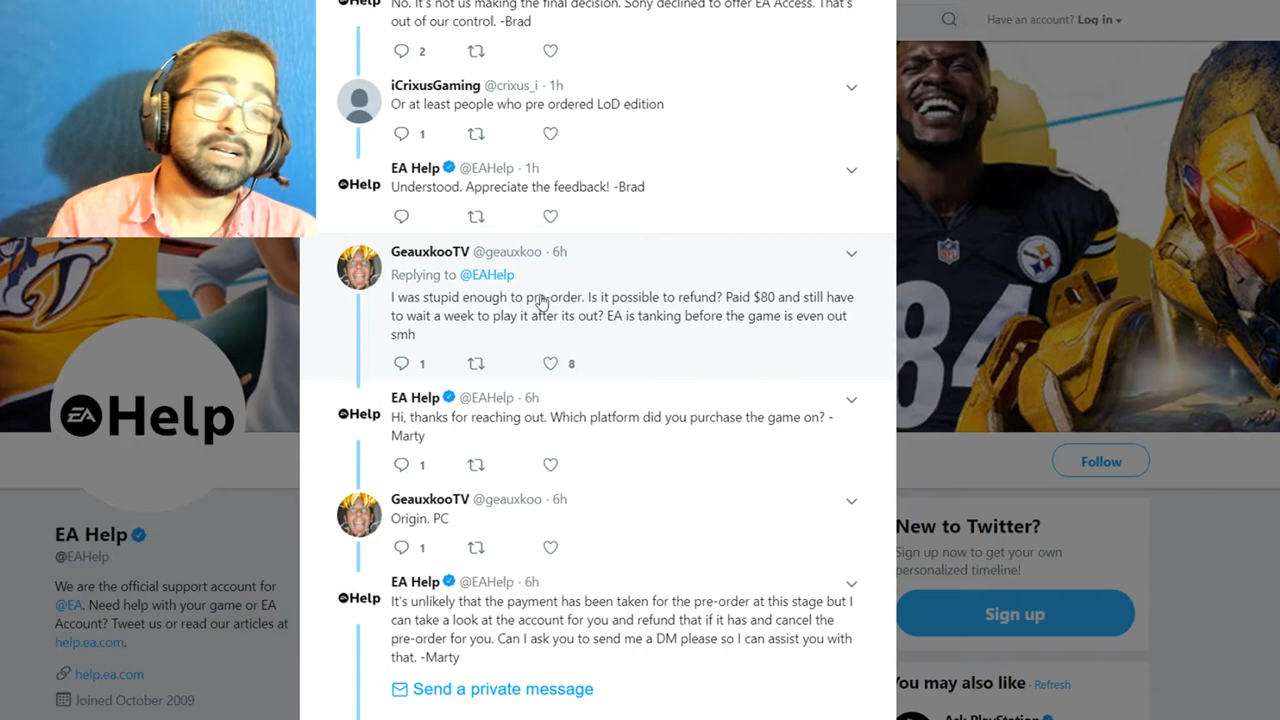 Help No. It's not us making the final decision. Sony declined to offer EA Access. That's
out of our control. -Brad
2
Have an account? Log in
iCrixusGaming @crixus_i · 1h
Or at least people who pre ordered LoD edition
1
EA Help @EAHelp · 1h
EA Help Understood. Appreciate the feedback! -Brad
GeauxkooTV @geauxkoo · 6h
Replying to @EAHelp
I was stupid enough to pre-order. Is it possible to refund? Paid $80 and still have
to wait a week to play it after its out? EA is tanking before the game is even out
smh
1 8
EA Help @EAHelp · 6h
EA Help Hi, thanks for reaching out. Which platform did you purchase the game on? -
Marty
1
GeauxkooTV @geauxkoo · 6h
Origin. PC
1
EA Help @EAHelp · 6h
EA Help It's unlikely that the payment has been taken for the pre-order at this stage but I
can take a look at the account for you and refund that if it has and cancel the
pre-order for you. Can I ask you to send me a DM please so I can assist you with
that. -Marty
Send a private message
EA Help
EA Help
@EAHelp
We are the official support account for
@EA. Need help with your game or EA
Account? Tweet us or read our articles at
help.ea.com.
help.ea.com
Joined October 2009
NFL
Steelers
84
Follow
New to Twitter?
Sign up now to get your own
personalized timeline!
Sign up
You may also like · Refresh
Ask PlayStation